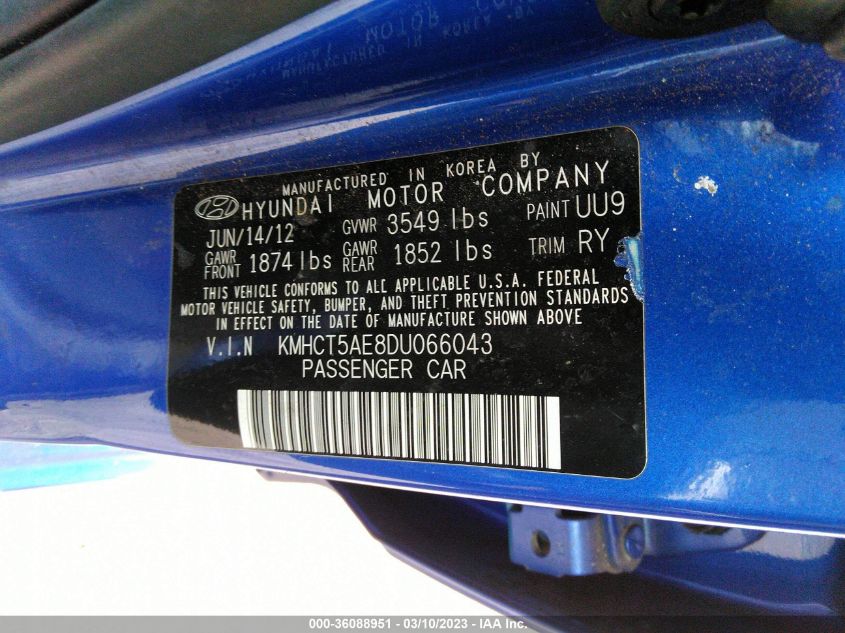 MANUFACTURED IN KOREA BY
HYUNDAI MOTOR COMPANY
JUN/14/12 GVWR 3549 lbs PAINT UU9
GAWR FRONT 1874 lbs GAWR REAR 1852 lbs TRIM RY
THIS VEHICLE CONFORMS TO ALL APPLICABLE U.S.A. FEDERAL
MOTOR VEHICLE SAFETY, BUMPER, AND THEFT PREVENTION STANDARDS
IN EFFECT ON THE DATE OF MANUFACTURE SHOWN ABOVE
V.I.N KMHCT5AE8DU066043
PASSENGER CAR
000-36088951 - 03/10/2023 - IAA Inc.